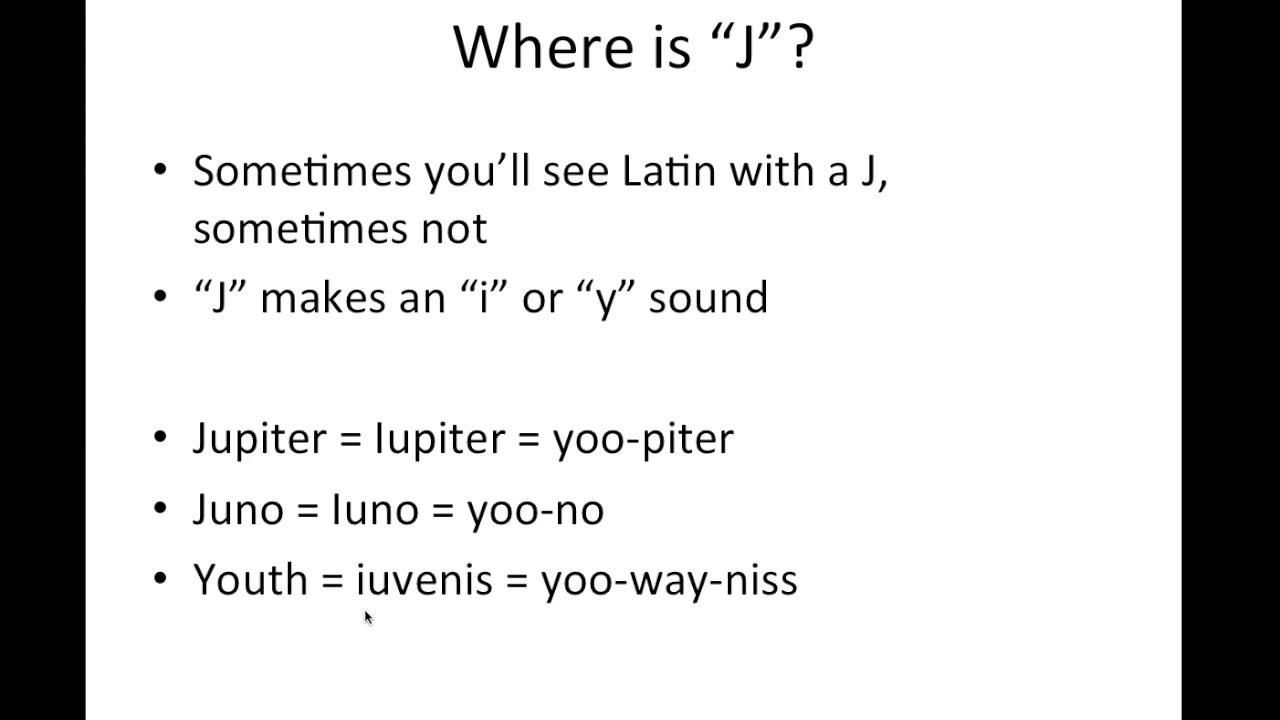 Where is “J”?
• Sometimes you’ll see Latin with a J,
sometimes not
• “J” makes an “i” or “y” sound
• Jupiter = Iupiter = yoo-piter
• Juno = Iuno = yoo-no
• Youth = iuvenis = yoo-way-niss